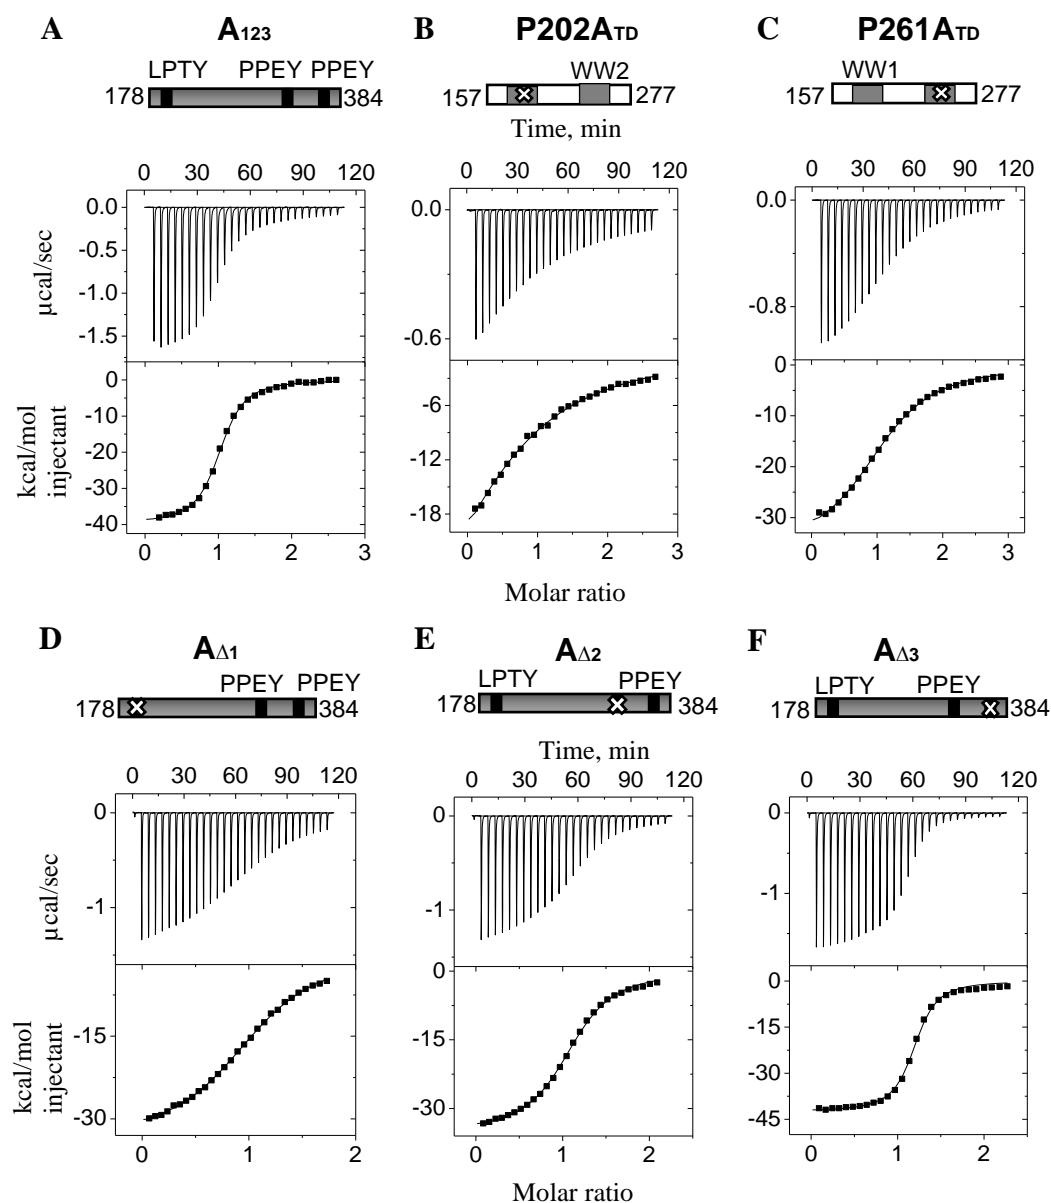 A A123 B P202ATD C P261ATD
LPTY PPEY PPEY WW2 WW1
178 384 157 277 157 277
Time, min
0 30 60 90 120 0 30 60 90 120 0 30 60 90 120
µcal/sec
0.0 -0.5 -1.0 -1.5
0.0 -0.6
0.0 -0.8
kcal/mol
injectant
0 -10 -20 -30 -40
-6 -12 -18
0 -10 -20 -30
0 1 2 3 0 1 2 3 0 1 2 3
Molar ratio
D AΔ1 E AΔ2 F AΔ3
PPEY PPEY LPTY PPEY LPTY PPEY
178 384 178 384 178 384
Time, min
0 30 60 90 120 0 30 60 90 120 0 30 60 90 120
µcal/sec
0 -1
0 -1
0 -1
kcal/mol
injectant
-15 -30
0 -15 -30
0 -15 -30 -45
0 1 2 0 1 2 0 1 2
Molar ratio